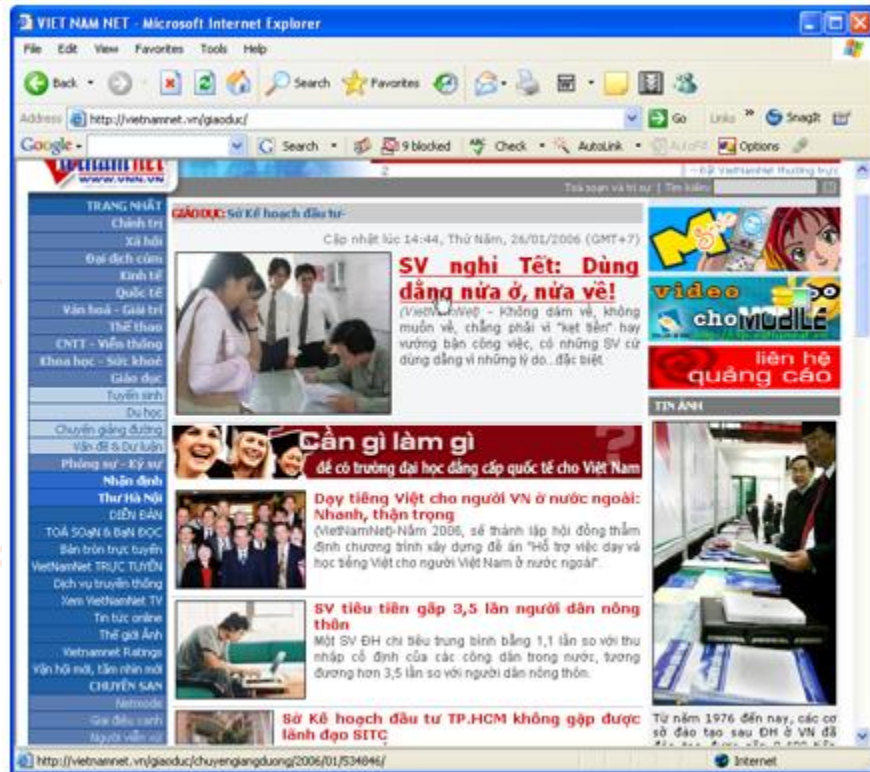 VIET NAM NET - Microsoft Internet Explorer
File Edit View Favorites Tools Help
Back Search Favorites
Address http://vietnamnet.vn/giaoduc/ Go Links » SnagIt
Google Search 9 blocked Check AutoLink AutoFill Options
vietnamnet
WWW.VNN.VN
Toà soạn và trị sự | Tìm kiếm
TRANG NHẤT
Chính trị
Xã hội
Đại dịch cúm
Kinh tế
Quốc tế
Văn hoá - Giải trí
Thể thao
CNTT - Viễn thông
Khoa học - Sức khoẻ
Giáo dục
Tuyển sinh
Du học
Chuyện giảng đường
Vấn đề & Dư luận
Phóng sự - Ký sự
Nhận định
Thư Hà Nội
DIỄN ĐÀN
TOÀ SOẠN & BẠN ĐỌC
Bàn tròn trực tuyến
VietNamNet TRỰC TUYẾN
Dịch vụ truyền thông
Xem VietNamNet TV
Tin tức online
Thế giới Ảnh
Vietnamnet Ratings
Vận hội mới, tầm nhìn mới
CHUYÊN SAN
Netmode
Giai điệu xanh
Người viễn xứ
GIÁO DỤC: Sở Kế hoạch đầu tư-
Cập nhật lúc 14:44, Thứ Năm, 26/01/2006 (GMT+7)
SV nghỉ Tết: Dùng
dằng nửa ở, nửa về!
(VietNamNet) - Không dám về, không
muốn về, chẳng phải vì "kẹt tiền" hay
vướng bận công việc, có những SV cứ
dùng dằng vì những lý do...đặc biệt.
Cần gì làm gì
để có trường đại học đẳng cấp quốc tế cho Việt Nam
?
Dạy tiếng Việt cho người VN ở nước ngoài:
Nhanh, thận trọng
(VietNamNet)-Năm 2006, sẽ thành lập hội đồng thẩm
định chương trình xây dựng đề án "Hỗ trợ việc dạy và
học tiếng Việt cho người Việt Nam ở nước ngoài".
SV tiêu tiền gấp 3,5 lần người dân nông
thôn
Một SV ĐH chi tiêu trung bình bằng 1,1 lần so với thu
nhập cố định của các công dân trong nước, tương
đương hơn 3,5 lần so với người dân nông thôn.
Sở Kế hoạch đầu tư TP.HCM không gặp được
lãnh đạo SITC
video
cho MOBILE
liên hệ
quảng cáo
TIN ẢNH
Từ năm 1976 đến nay, các cơ
sở đào tạo sau ĐH ở VN đã
http://vietnamnet.vn/giaoduc/chuyengiangduong/2006/01/534846/
Internet